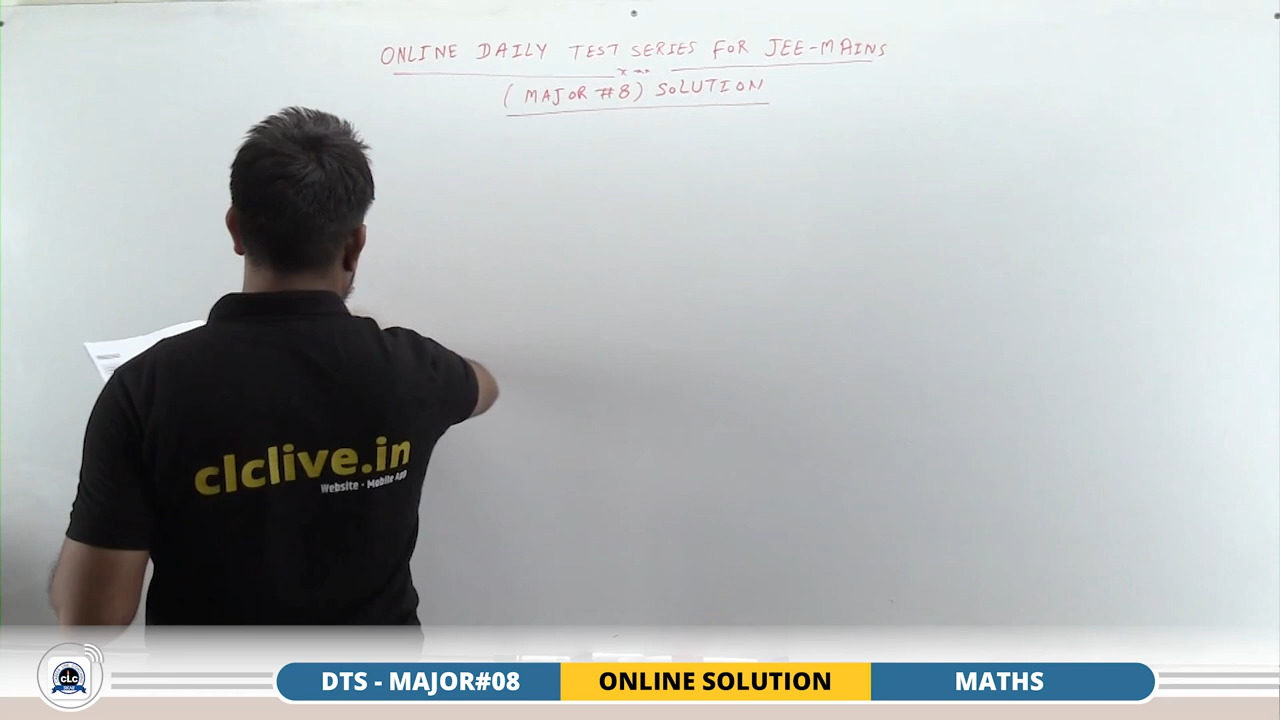 ONLINE DAILY TEST SERIES FOR JEE-MAINS
(MAJOR #8) SOLUTION
clclive.in
Website - Mobile App
CLC
DTS - MAJOR#08 ONLINE SOLUTION MATHS